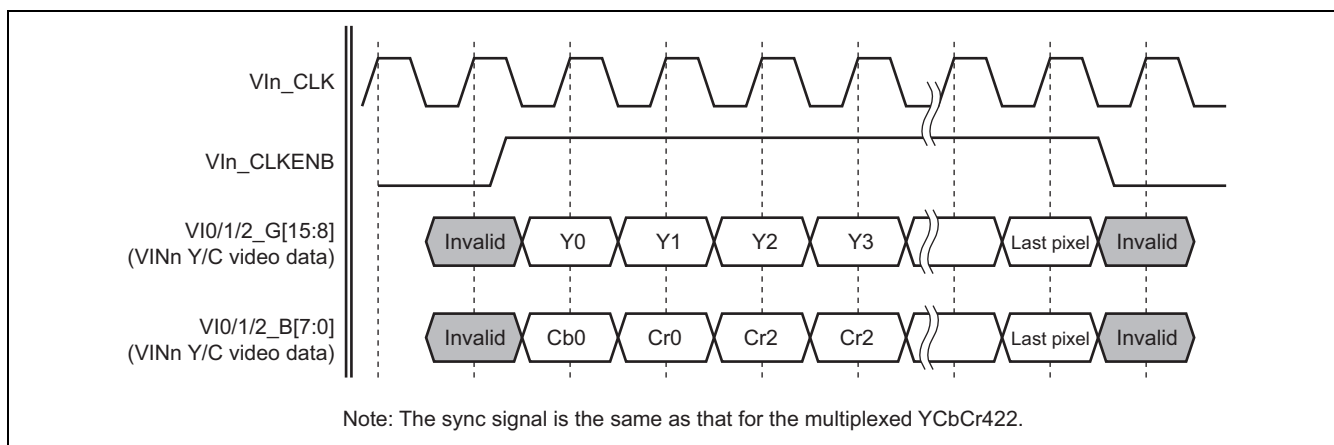 VIn_CLK
VIn_CLKENB
VI0/1/2_G[15:8]
(VINn Y/C video data)
Invalid Y0 Y1 Y2 Y3 Last pixel Invalid
VI0/1/2_B[7:0]
(VINn Y/C video data)
Invalid Cb0 Cr0 Cr2 Cr2 Last pixel Invalid
Note: The sync signal is the same as that for the multiplexed YCbCr422.